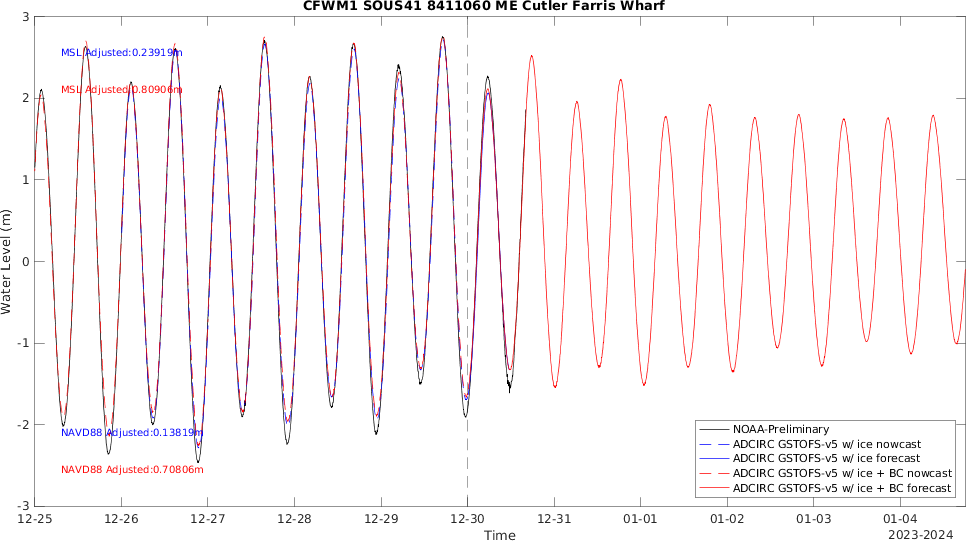 CFWM1 SOUS41 8411060 ME Cutler Farris Wharf
3
MSL Adjusted:0.23919m
MSL Adjusted:0.80906m
2
1
0
-1
-2
-3
Water Level (m)
NAVD88 Adjusted:0.13819m
NAVD88 Adjusted:0.70806m
NOAA-Preliminary
ADCIRC GSTOFS-v5 w/ ice nowcast
ADCIRC GSTOFS-v5 w/ ice forecast
ADCIRC GSTOFS-v5 w/ ice + BC nowcast
ADCIRC GSTOFS-v5 w/ ice + BC forecast
12-25 12-26 12-27 12-28 12-29 12-30 12-31 01-01 01-02 01-03 01-04
Time
2023-2024